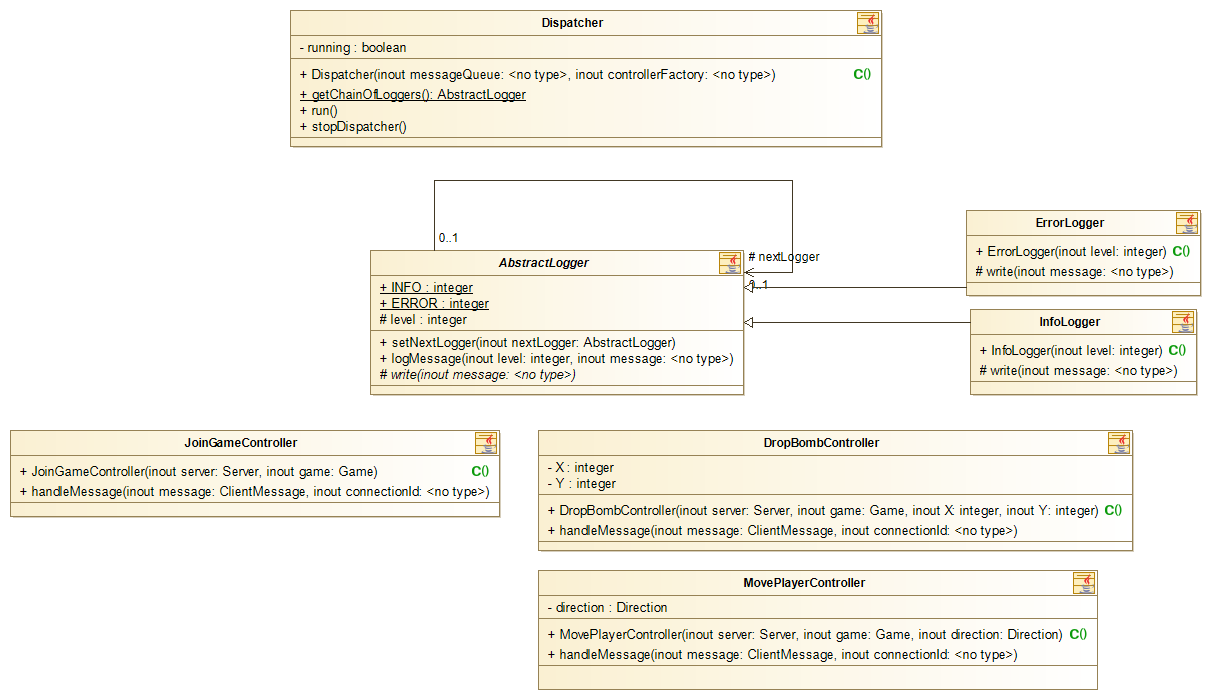 Dispatcher
- running : boolean
+ Dispatcher(inout messageQueue: <no type>, inout controllerFactory: <no type>) C()
+ getChainOfLoggers(): AbstractLogger
+ run()
+ stopDispatcher()
0..1
# nextLogger
0..1
AbstractLogger
+ INFO : integer
+ ERROR : integer
# level : integer
+ setNextLogger(inout nextLogger: AbstractLogger)
+ logMessage(inout level: integer, inout message: <no type>)
# write(inout message: <no type>)
ErrorLogger
+ ErrorLogger(inout level: integer) C()
# write(inout message: <no type>)
InfoLogger
+ InfoLogger(inout level: integer) C()
# write(inout message: <no type>)
JoinGameController
+ JoinGameController(inout server: Server, inout game: Game) C()
+ handleMessage(inout message: ClientMessage, inout connectionId: <no type>)
DropBombController
- X : integer
- Y : integer
+ DropBombController(inout server: Server, inout game: Game, inout X: integer, inout Y: integer) C()
+ handleMessage(inout message: ClientMessage, inout connectionId: <no type>)
MovePlayerController
- direction : Direction
+ MovePlayerController(inout server: Server, inout game: Game, inout direction: Direction) C()
+ handleMessage(inout message: ClientMessage, inout connectionId: <no type>)